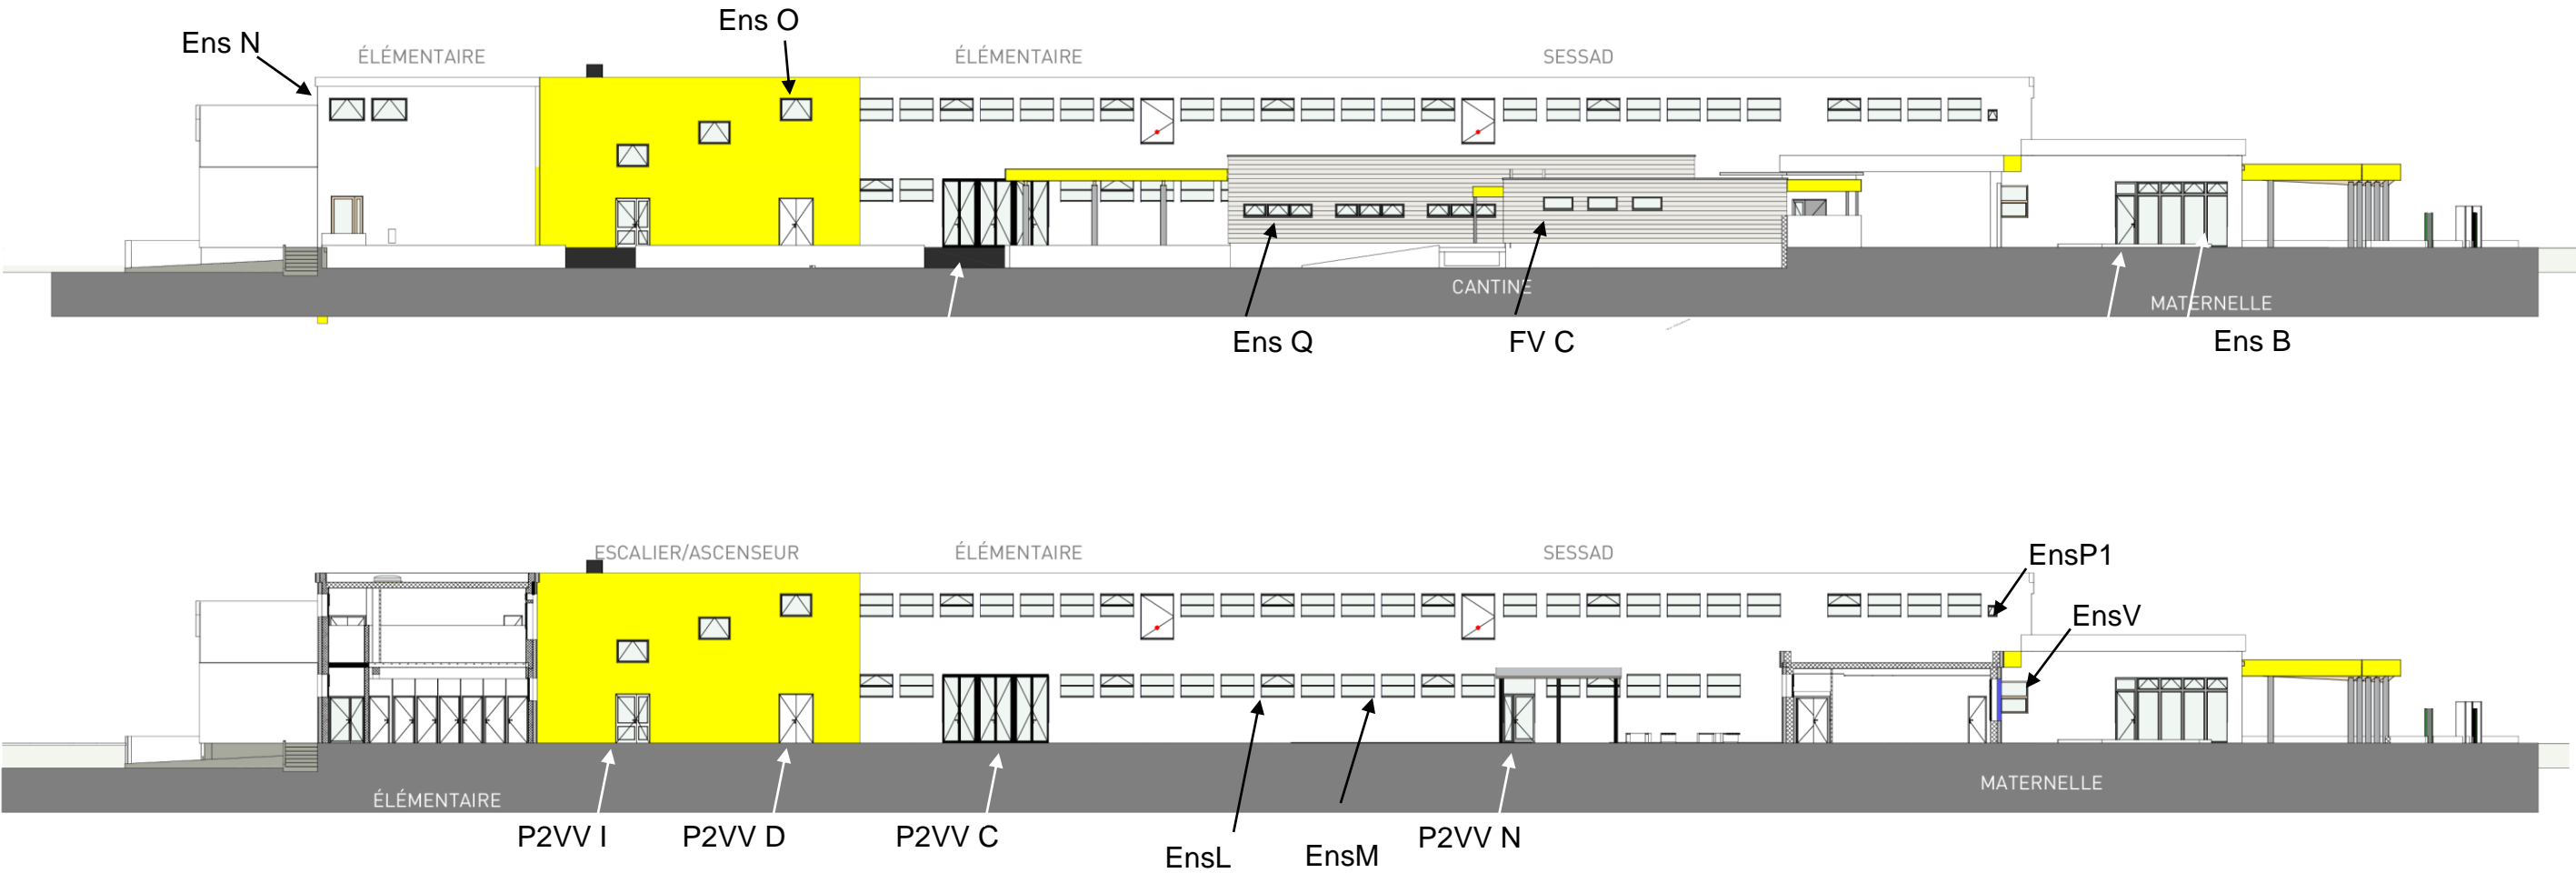 Ens O
Ens N
ÉLÉMENTAIRE
ÉLÉMENTAIRE
SESSAD
CANTINE
MATERNELLE
Ens Q
FV C
Ens B
ESCALIER/ASCENSEUR
ÉLÉMENTAIRE
SESSAD
EnsP1
EnsV
ÉLÉMENTAIRE
MATERNELLE
P2VV I
P2VV D
P2VV C
P2VV N
EnsL
EnsM